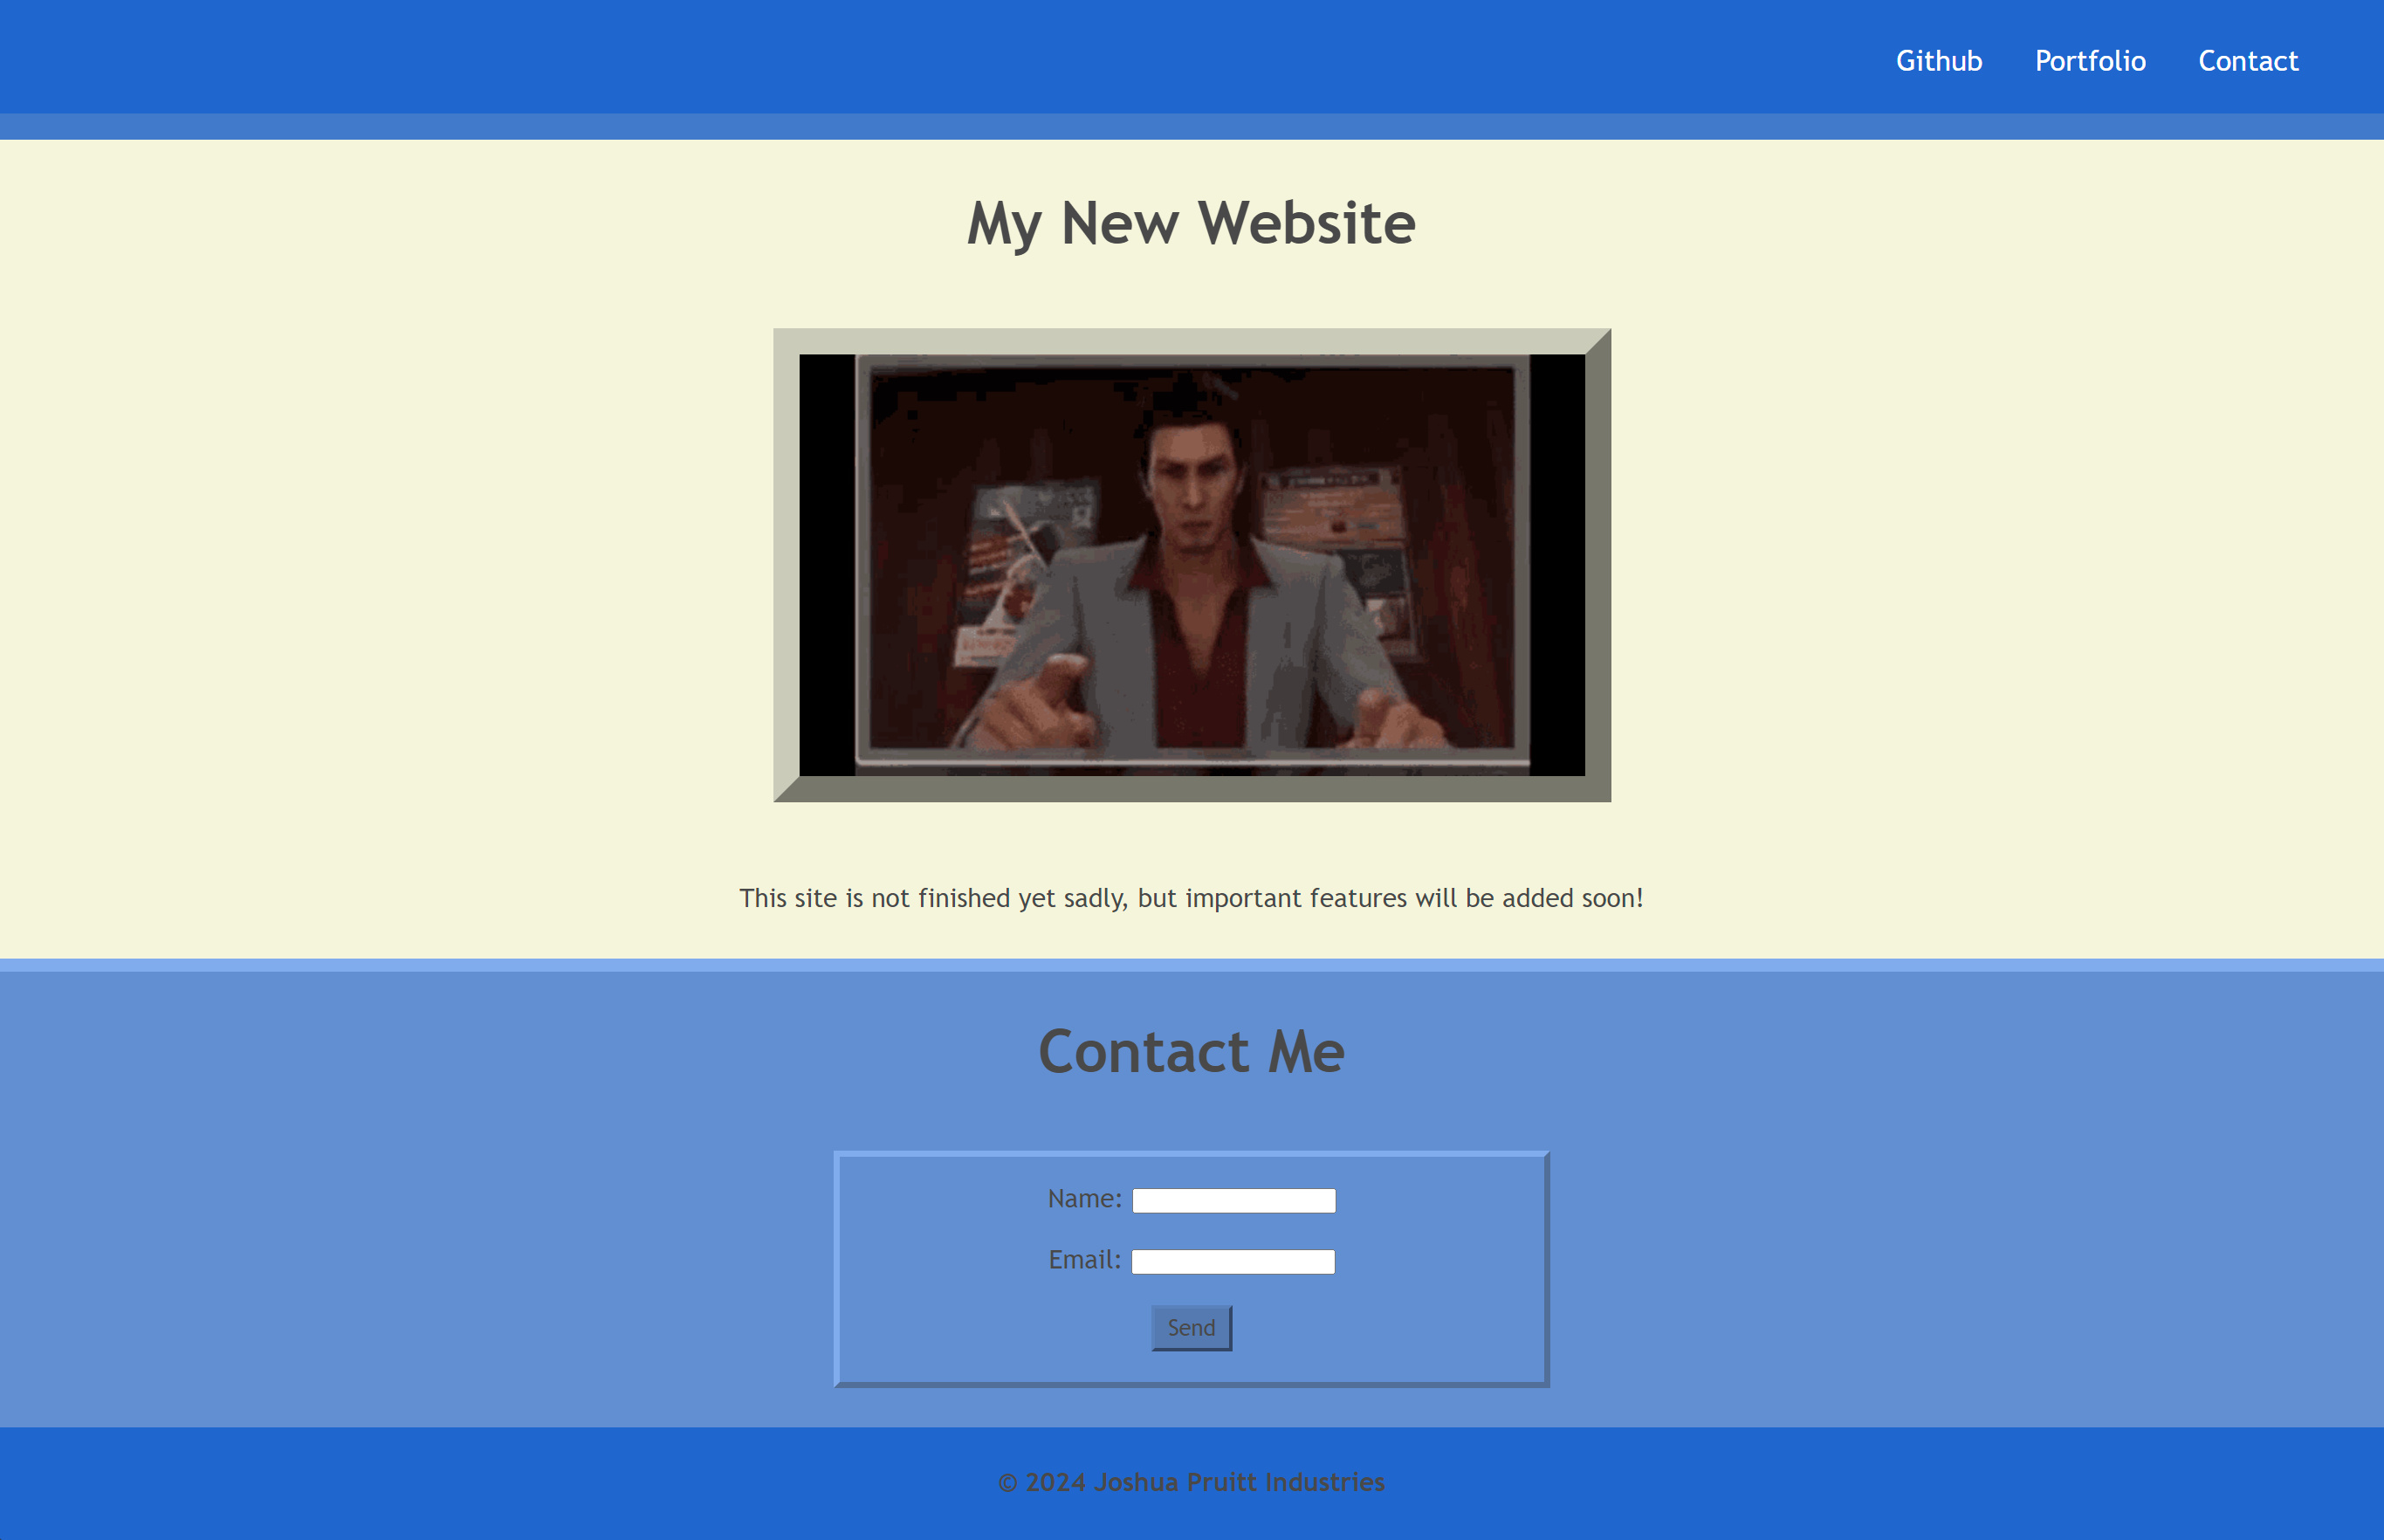 Github Portfolio Contact
My New Website
This site is not finished yet sadly, but important features will be added soon!
Contact Me
Name:
Email:
Send
© 2024 Joshua Pruitt Industries